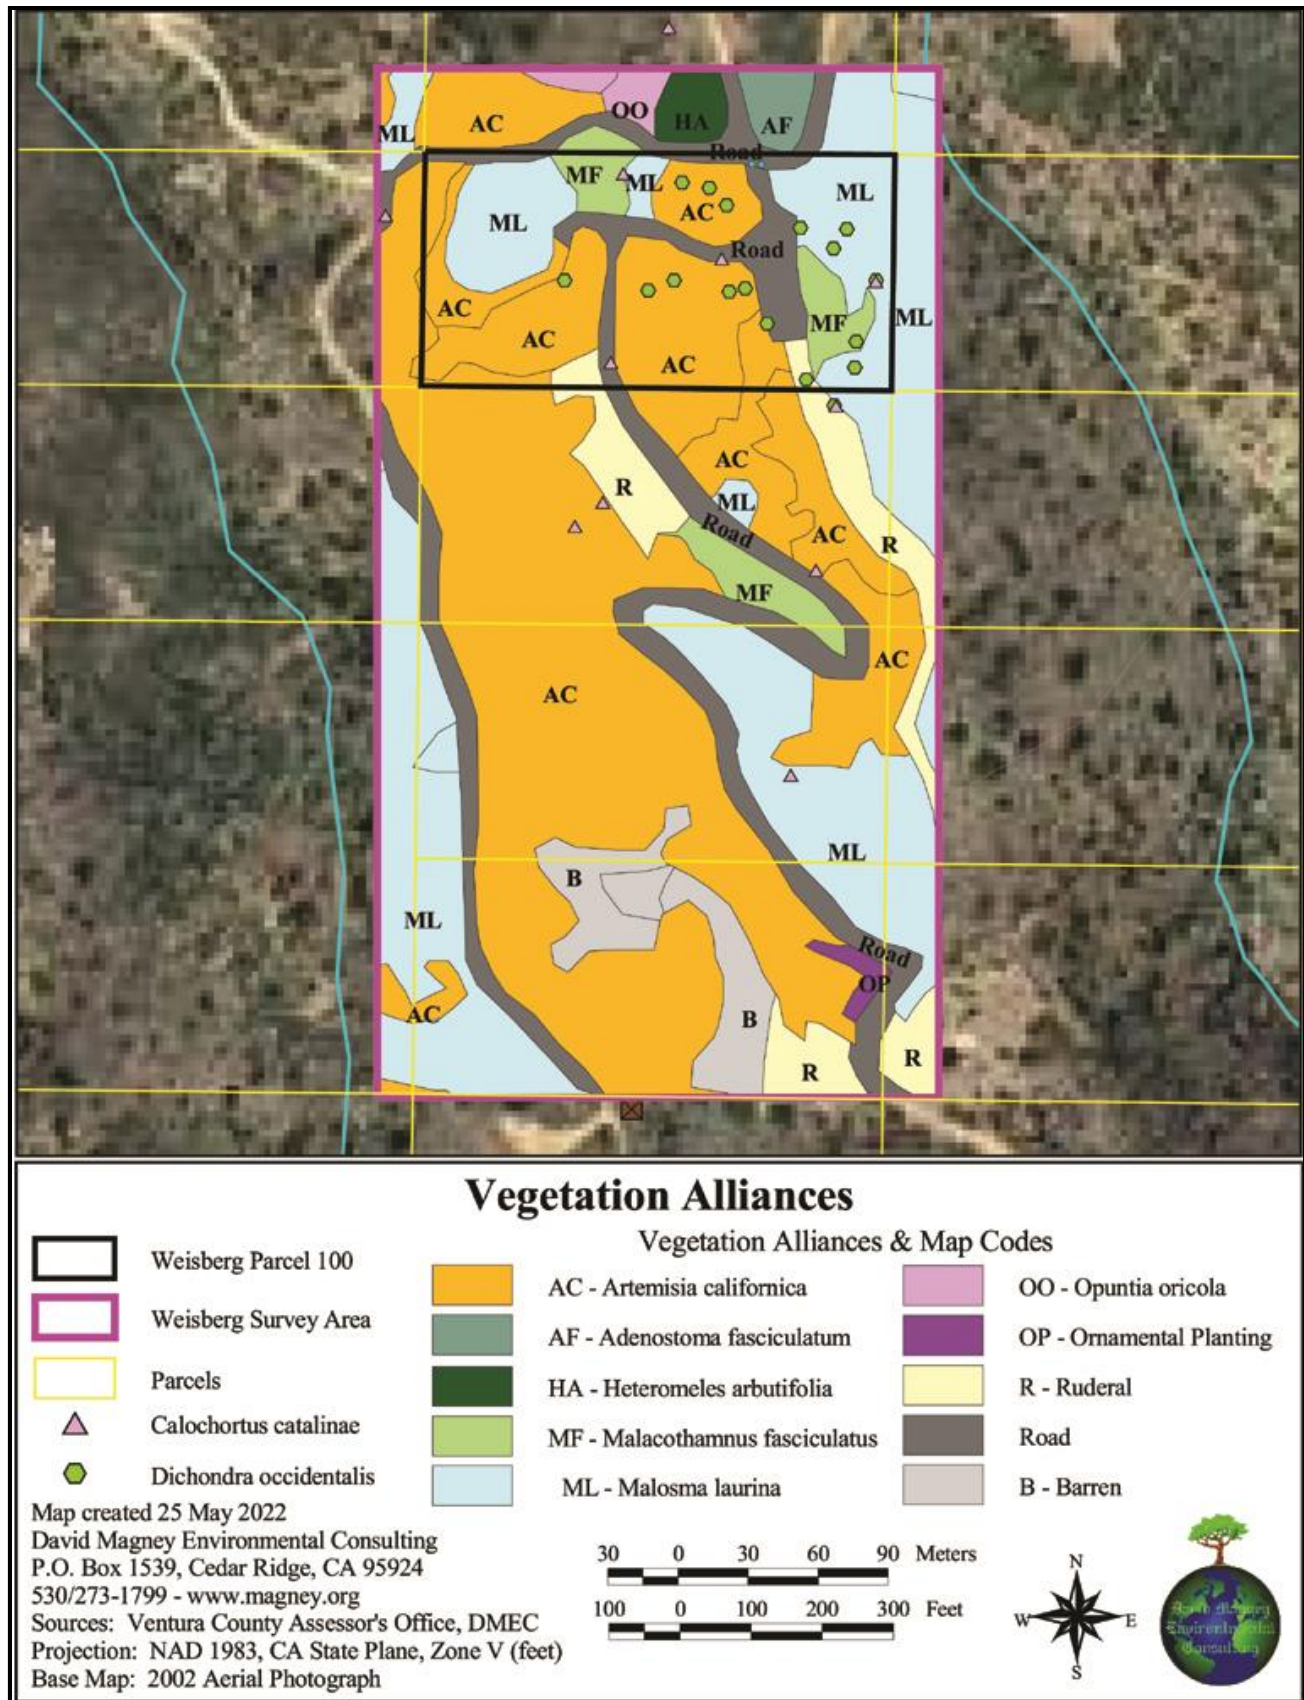 OO
HA
AF
AC
ML
Road
MF
ML
ML
AC
ML
Road
AC
MF
ML
AC
AC
AC
R
ML
Road
AC
R
MF
AC
AC
ML
B
ML
Road
OP
AC
B
R
R
Vegetation Alliances
Vegetation Alliances & Map Codes
Weisberg Parcel 100
Weisberg Survey Area
Parcels
Calochortus catalinae
Dichondra occidentalis
AC - Artemisia californica
AF - Adenostoma fasciculatum
HA - Heteromeles arbutifolia
MF - Malacothamnus fasciculatus
ML - Malosma laurina
OO - Opuntia oricola
OP - Ornamental Planting
R - Ruderal
Road
B - Barren
Map created 25 May 2022
David Magney Environmental Consulting
P.O. Box 1539, Cedar Ridge, CA 95924
530/273-1799 - www.magney.org
Sources: Ventura County Assessor's Office, DMEC
Projection: NAD 1983, CA State Plane, Zone V (feet)
Base Map: 2002 Aerial Photograph
30 0 30 60 90 Meters
100 0 100 200 300 Feet
N
W E
S
David Magney
Environmental
Consulting